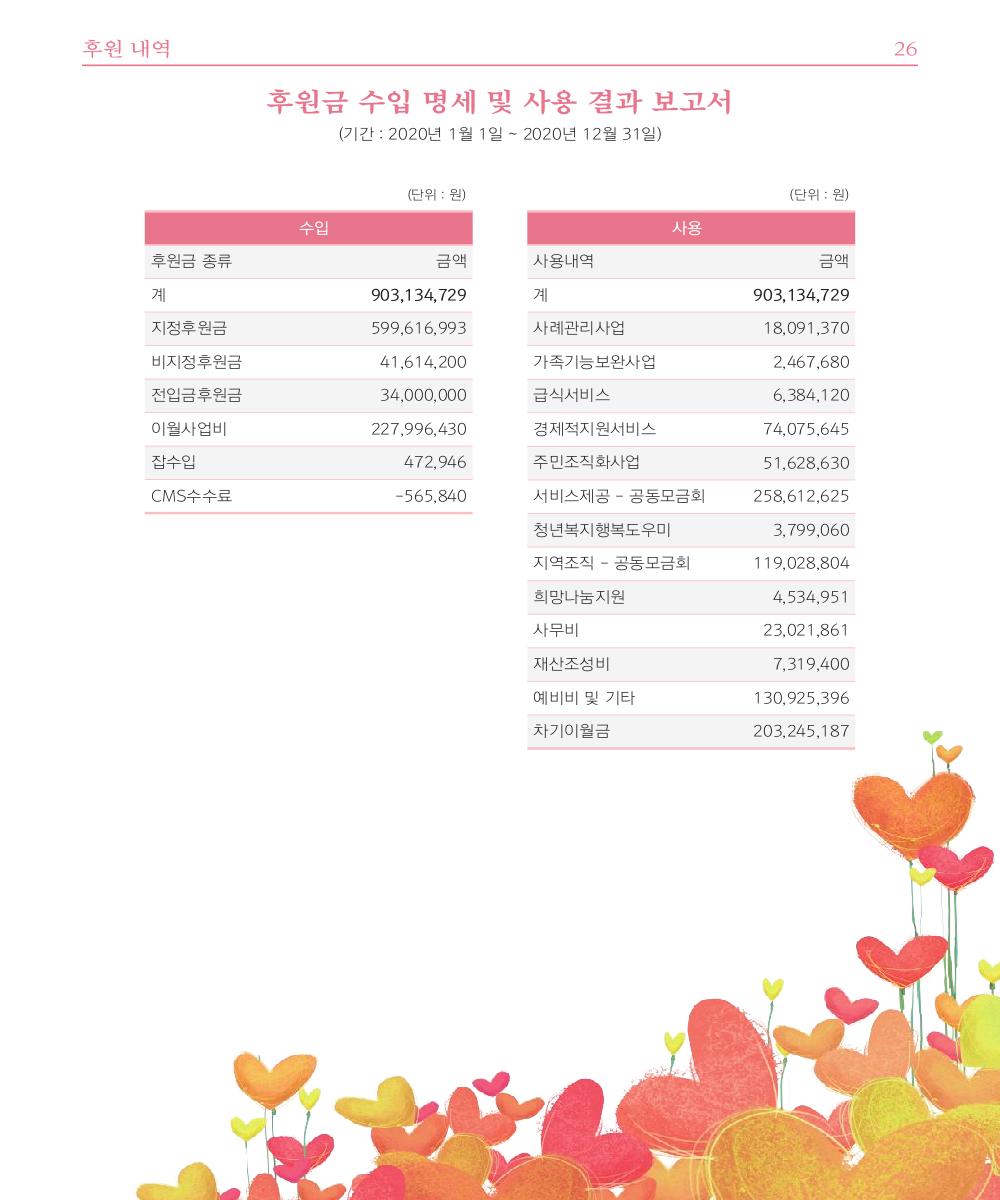 후원 내역 26
후원금 수입 명세 및 사용 결과 보고서
(기간 : 2020년 1월 1일 ~ 2020년 12월 31일)
(단위 : 원)
수입
후원금 종류 금액
계 903,134,729
지정후원금 599,616,993
비지정후원금 41,614,200
전입금후원금 34,000,000
이월사업비 227,996,430
잡수입 472,946
CMS수수료 -565,840
(단위 : 원)
사용
사용내역 금액
계 903,134,729
사례관리사업 18,091,370
가족기능보완사업 2,467,680
급식서비스 6,384,120
경제적지원서비스 74,075,645
주민조직화사업 51,628,630
서비스제공 - 공동모금회 258,612,625
청년복지행복도우미 3,799,060
지역조직 - 공동모금회 119,028,804
희망나눔지원 4,534,951
사무비 23,021,861
재산조성비 7,319,400
예비비 및 기타 130,925,396
차기이월금 203,245,187